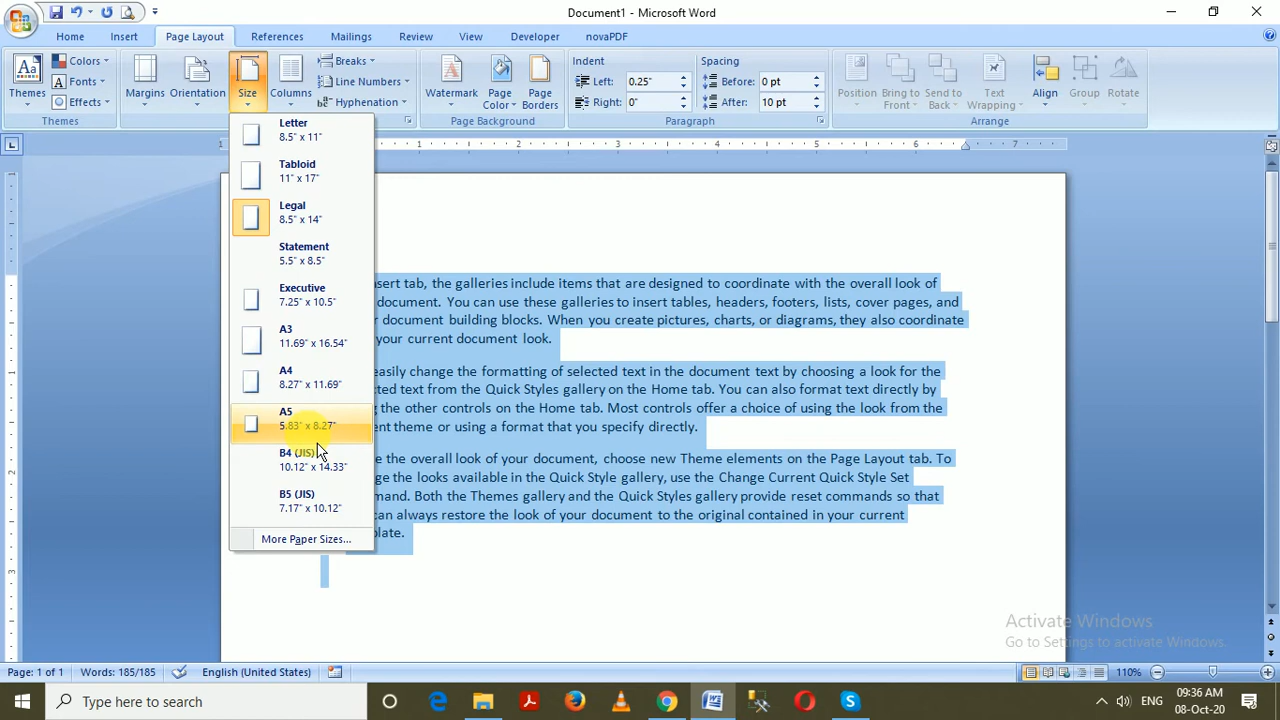 Document1 - Microsoft Word
Home Insert Page Layout References Mailings Review View Developer novaPDF
Themes
Colors
Fonts
Effects
Themes
Margins
Orientation
Size
Columns
Breaks
Line Numbers
Hyphenation
Watermark
Page Color
Page Borders
Page Background
Indent
Left: 0.25"
Right: 0"
Spacing
Before: 0 pt
After: 10 pt
Paragraph
Position
Bring to Front
Send to Back
Text Wrapping
Align
Group
Rotate
Arrange
1 1 2 3 4 5 6 7
Letter
8.5" x 11"
Tabloid
11" x 17"
Legal
8.5" x 14"
Statement
5.5" x 8.5"
Executive
7.25" x 10.5"
A3
11.69" x 16.54"
A4
8.27" x 11.69"
A5
5.83" x 8.27"
B4 (JIS)
10.12" x 14.33"
B5 (JIS)
7.17" x 10.12"
More Paper Sizes...
nsert tab, the galleries include items that are designed to coordinate with the overall look of
document. You can use these galleries to insert tables, headers, footers, lists, cover pages, and
r document building blocks. When you create pictures, charts, or diagrams, they also coordinate
your current document look.
easily change the formatting of selected text in the document text by choosing a look for the
cted text from the Quick Styles gallery on the Home tab. You can also format text directly by
g the other controls on the Home tab. Most controls offer a choice of using the look from the
ent theme or using a format that you specify directly.
e the overall look of your document, choose new Theme elements on the Page Layout tab. To
ge the looks available in the Quick Style gallery, use the Change Current Quick Style Set
mand. Both the Themes gallery and the Quick Styles gallery provide reset commands so that
can always restore the look of your document to the original contained in your current
plate.
Activate Windows
Go to Settings to activate Windows.
Page: 1 of 1 Words: 185/185 English (United States) 110%
Type here to search
ENG
09:36 AM
08-Oct-20